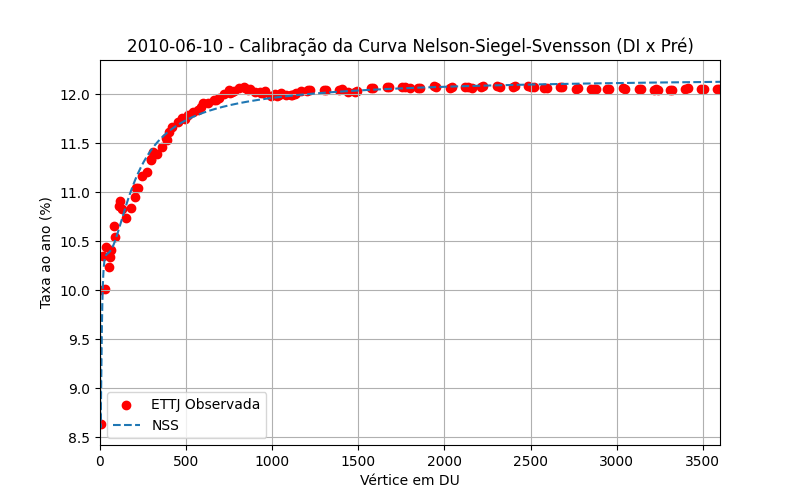 2010-06-10 - Calibração da Curva Nelson-Siegel-Svensson (DI x Pré)
Taxa ao ano (%)
12.0
11.5
11.0
10.5
10.0
9.5
9.0
8.5
ETTJ Observada
NSS
0 500 1000 1500 2000 2500 3000 3500
Vértice em DU